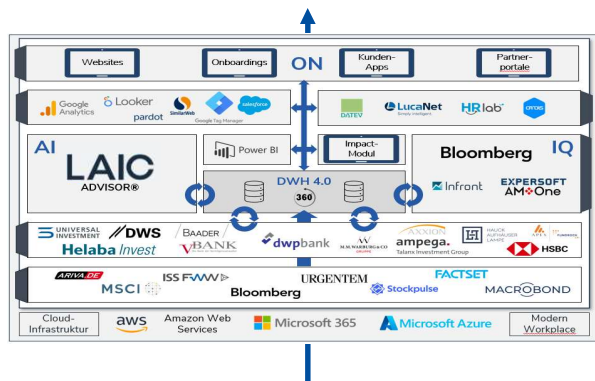 Websites
Onboardings
ON
Kunden-
Apps
Partner-
portale
Google
Analytics
Looker
pardot
SimilarWeb
Google Tag Manager
salesforce
DATEV
LucaNet
Simply intelligent
HRlab
AI
LAIC
ADVISOR®
Power BI
Impact-
Modul
DWH 4.0
360
Bloomberg
IQ
Infront
EXPERSOFT
AM One
UNIVERSAL
INVESTMENT
DWS
BAADER
Helaba Invest
VBANK
dwpbank
M.M.WARBURG & CO
AXXION
ampega.
Talanx Investment Group
HAUCK
AUFHÄUSER
LAMPE
HSBC
ARIVA.DE
MSCI
ISS FWW
Bloomberg
URGENTEM
Stockpulse
FACTSET
MACROBOND
Cloud-
Infrastruktur
aws
Amazon Web
Services
Microsoft 365
Microsoft Azure
Modern
Workplace